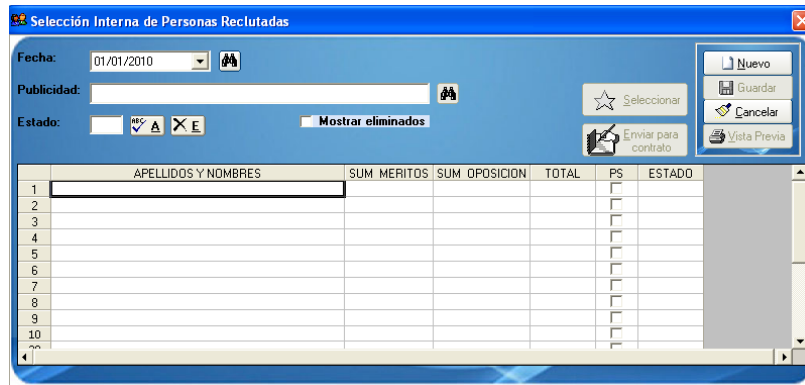 Selección Interna de Personas Reclutadas
Fecha: 01/01/2010
Nuevo
Publicidad:
Guardar
Seleccionar
Cancelar
Estado: ABC A X E Mostrar eliminados
Enviar para contrato
Vista Previa
APELLIDOS Y NOMBRES SUM MERITOS SUM OPOSICION TOTAL PS ESTADO
1
2
3
4
5
6
7
8
9
10